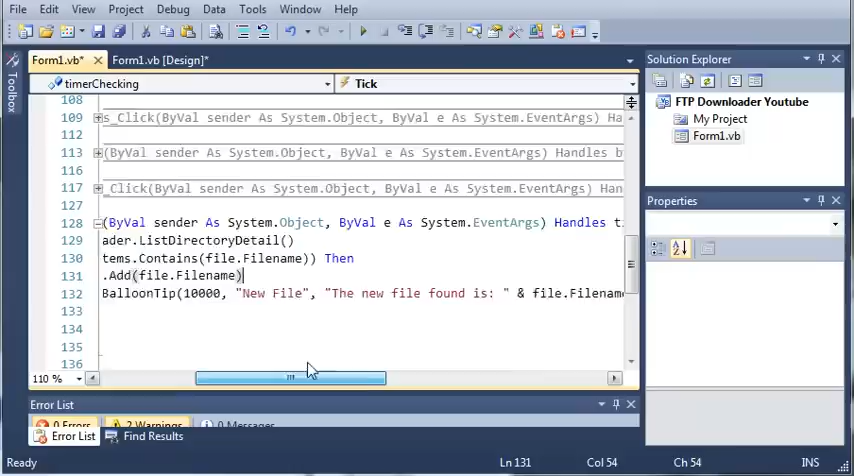 File Edit View Project Debug Data Tools Window Help
Form1.vb* Form1.vb [Design]*
Solution Explorer
Toolbox
timerChecking Tick
FTP Downloader Youtube
My Project
Form1.vb
108
109 s_Click(ByVal sender As System.Object, ByVal e As System.EventArgs) Han
112
113 (ByVal sender As System.Object, ByVal e As System.EventArgs) Handles b
116
117 _Click(ByVal sender As System.Object, ByVal e As System.EventArgs) Han
Properties
128 (ByVal sender As System.Object, ByVal e As System.EventArgs) Handles ti
129 ader.ListDirectoryDetail()
130 tems.Contains(file.Filename)) Then
131 .Add(file.Filename)
132 BalloonTip(10000, "New File", "The new file found is: " & file.Filename
133
134
135
136
110 %
Error List
0 Errors 2 Warnings 0 Messages
Error List Find Results
Ready Ln 131 Col 54 Ch 54 INS